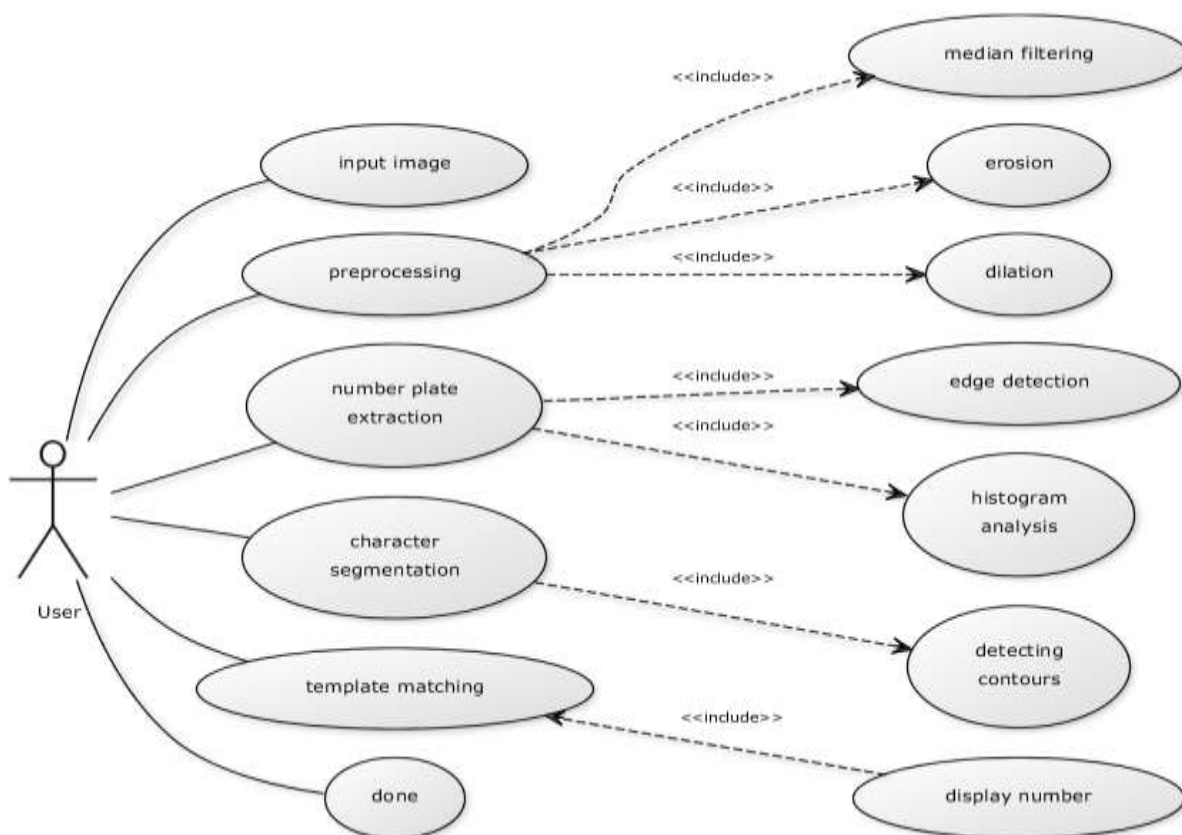 median filtering
<<include>>
input image
erosion
<<include>>
preprocessing
<<include>>
dilation
number plate
extraction
<<include>>
edge detection
<<include>>
histogram
analysis
character
segmentation
<<include>>
User
detecting
contours
template matching
<<include>>
done
display number